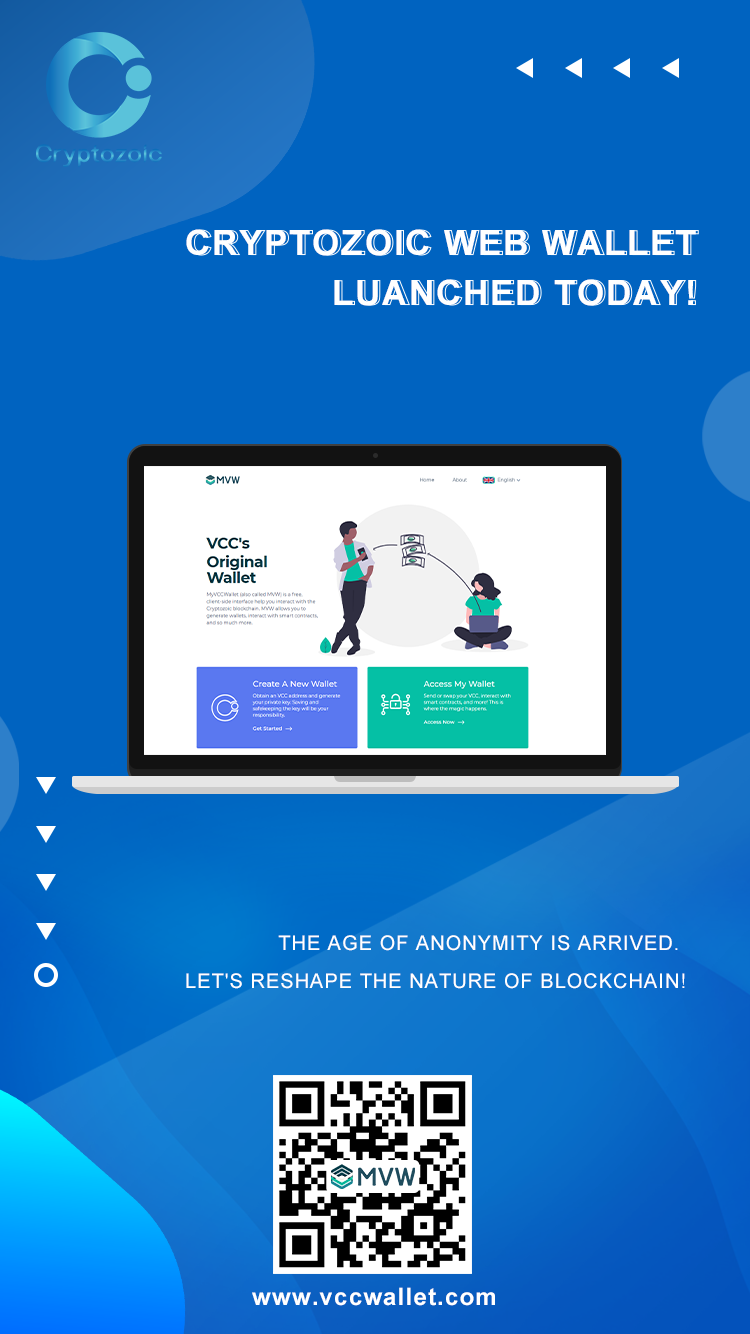 Cryptozoic
CRYPTOZOIC WEB WALLET
LUANCHED TODAY!
MVW
Home
About
English
VCC's
Original
Wallet
MyVCCWallet (also called MVW) is a free,
client-side interface help you interact with the
Cryptozoic blockchain. MVW allows you to
generate wallets, interact with smart contracts,
and so much more.
Create A New Wallet
Obtain an VCC address and generate
your private key. Saving and
safekeeping the key will be your
responsibility.
Get Started
Access My Wallet
Send or swap your VCC, interact with
smart contracts, and more! This is
where the magic happens.
Access Now
THE AGE OF ANONYMITY IS ARRIVED.
LET'S RESHAPE THE NATURE OF BLOCKCHAIN!
MVW
www.vccwallet.com